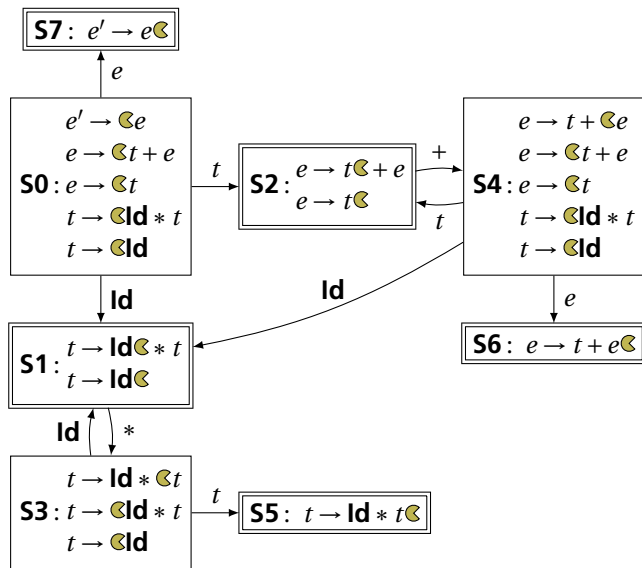 S7 : e′ → e
e
S0 :
e′ → e
e → t + e
e → t
t → Id ∗ t
t → Id
t
S2 :
e → t + e
e → t
+
t
S4 :
e → t + e
e → t + e
e → t
t → Id ∗ t
t → Id
Id
Id
e
S1 :
t → Id ∗ t
t → Id
S6 : e → t + e
Id
∗
S3 :
t → Id ∗ t
t → Id ∗ t
t → Id
t
S5 : t → Id ∗ t